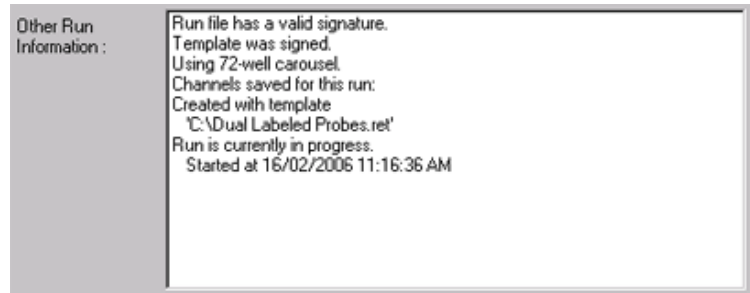 Other Run
Information :
Run file has a valid signature.
Template was signed.
Using 72-well carousel.
Channels saved for this run:
Created with template
'C:\Dual Labeled Probes.ret'
Run is currently in progress.
Started at 16/02/2006 11:16:36 AM